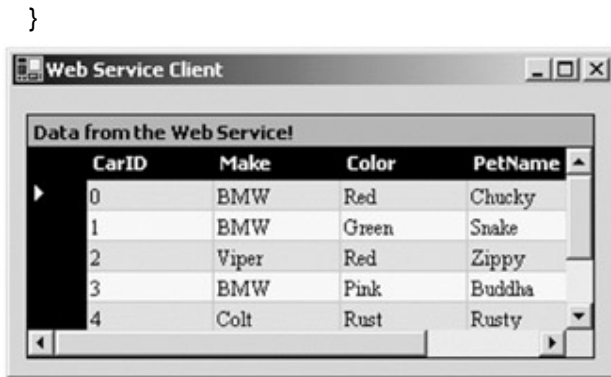 }
Web Service Client
Data from the Web Service!
CarID Make Color PetName
0 BMW Red Chucky
1 BMW Green Snake
2 Viper Red Zippy
3 BMW Pink Buddha
4 Colt Rust Rusty